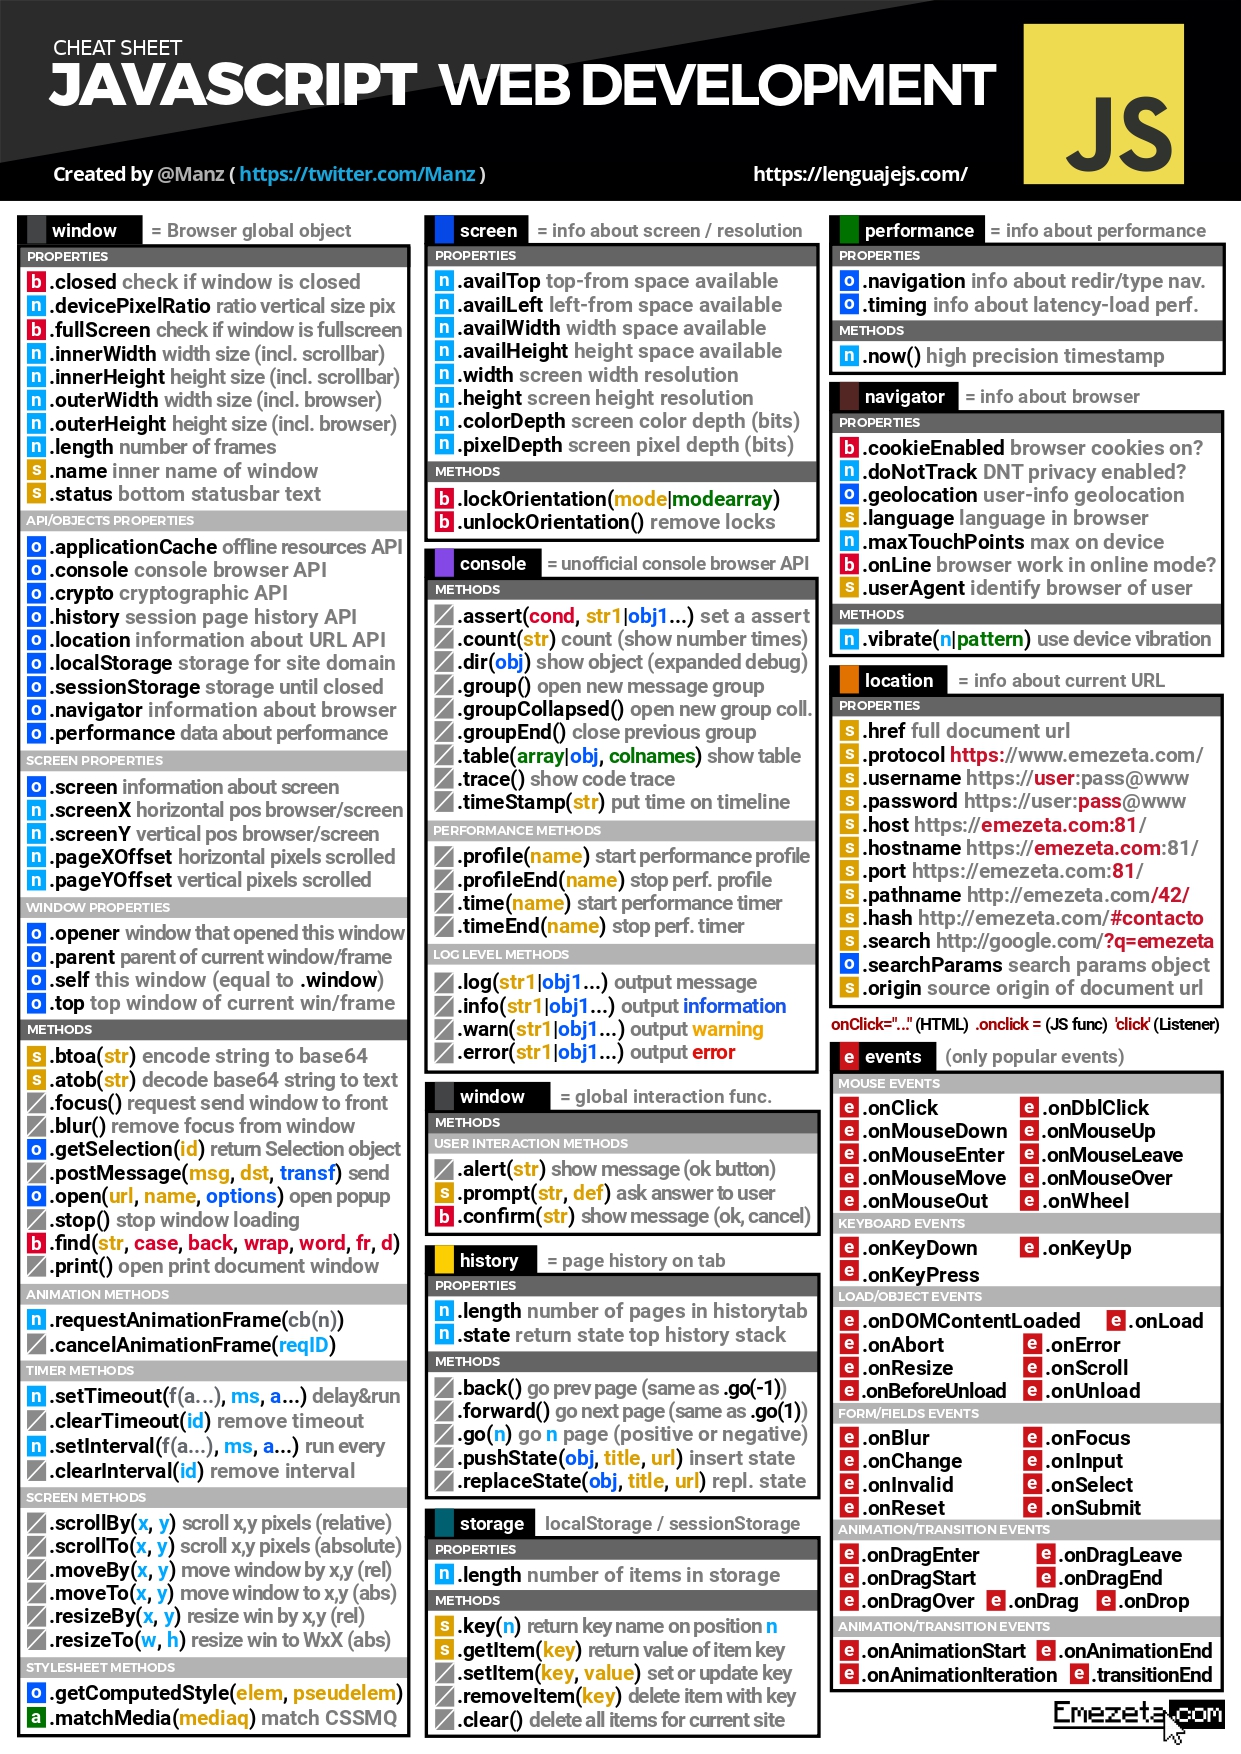 CHEAT SHEET
JAVASCRIPT WEB DEVELOPMENT
JS
Created by @Manz ( https://twitter.com/Manz )
https://lenguajejs.com/
window = Browser global object
PROPERTIES
b .closed check if window is closed
n .devicePixelRatio ratio vertical size pix
b .fullScreen check if window is fullscreen
n .innerWidth width size (incl. scrollbar)
n .innerHeight height size (incl. scrollbar)
n .outerWidth width size (incl. browser)
n .outerHeight height size (incl. browser)
n .length number of frames
s .name inner name of window
s .status bottom statusbar text
API/OBJECTS PROPERTIES
o .applicationCache offline resources API
o .console console browser API
o .crypto cryptographic API
o .history session page history API
o .location information about URL API
o .localStorage storage for site domain
o .sessionStorage storage until closed
o .navigator information about browser
o .performance data about performance
SCREEN PROPERTIES
o .screen information about screen
n .screenX horizontal pos browser/screen
n .screenY vertical pos browser/screen
n .pageXOffset horizontal pixels scrolled
n .pageYOffset vertical pixels scrolled
WINDOW PROPERTIES
o .opener window that opened this window
o .parent parent of current window/frame
o .self this window (equal to .window)
o .top top window of current win/frame
METHODS
s .btoa(str) encode string to base64
s .atob(str) decode base64 string to text
.focus() request send window to front
.blur() remove focus from window
o .getSelection(id) return Selection object
.postMessage(msg, dst, transf) send
o .open(url, name, options) open popup
.stop() stop window loading
b .find(str, case, back, wrap, word, fr, d)
.print() open print document window
ANIMATION METHODS
n .requestAnimationFrame(cb(n))
.cancelAnimationFrame(reqID)
TIMER METHODS
n .setTimeout(f(a...), ms, a...) delay&run
.clearTimeout(id) remove timeout
n .setInterval(f(a...), ms, a...) run every
.clearInterval(id) remove interval
SCREEN METHODS
.scrollBy(x, y) scroll x,y pixels (relative)
.scrollTo(x, y) scroll x,y pixels (absolute)
.moveBy(x, y) move window by x,y (rel)
.moveTo(x, y) move window to x,y (abs)
.resizeBy(x, y) resize win by x,y (rel)
.resizeTo(w, h) resize win to WxX (abs)
STYLESHEET METHODS
o .getComputedStyle(elem, pseudelem)
a .matchMedia(mediaq) match CSSMQ
screen = info about screen / resolution
PROPERTIES
n .availTop top-from space available
n .availLeft left-from space available
n .availWidth width space available
n .availHeight height space available
n .width screen width resolution
n .height screen height resolution
n .colorDepth screen color depth (bits)
n .pixelDepth screen pixel depth (bits)
METHODS
b .lockOrientation(mode|modearray)
b .unlockOrientation() remove locks
console = unofficial console browser API
METHODS
.assert(cond, str1|obj1...) set a assert
.count(str) count (show number times)
.dir(obj) show object (expanded debug)
.group() open new message group
.groupCollapsed() open new group coll.
.groupEnd() close previous group
.table(array|obj, colnames) show table
.trace() show code trace
.timeStamp(str) put time on timeline
PERFORMANCE METHODS
.profile(name) start performance profile
.profileEnd(name) stop perf. profile
.time(name) start performance timer
.timeEnd(name) stop perf. timer
LOG LEVEL METHODS
.log(str1|obj1...) output message
.info(str1|obj1...) output information
.warn(str1|obj1...) output warning
.error(str1|obj1...) output error
window = global interaction func.
METHODS
USER INTERACTION METHODS
.alert(str) show message (ok button)
s .prompt(str, def) ask answer to user
b .confirm(str) show message (ok, cancel)
history = page history on tab
PROPERTIES
n .length number of pages in historytab
n .state return state top history stack
METHODS
.back() go prev page (same as .go(-1))
.forward() go next page (same as .go(1))
.go(n) go n page (positive or negative)
.pushState(obj, title, url) insert state
.replaceState(obj, title, url) repl. state
storage localStorage / sessionStorage
PROPERTIES
n .length number of items in storage
METHODS
s .key(n) return key name on position n
s .getItem(key) return value of item key
.setItem(key, value) set or update key
.removeItem(key) delete item with key
.clear() delete all items for current site
performance = info about performance
PROPERTIES
o .navigation info about redir/type nav.
o .timing info about latency-load perf.
METHODS
n .now() high precision timestamp
navigator = info about browser
PROPERTIES
b .cookieEnabled browser cookies on?
n .doNotTrack DNT privacy enabled?
o .geolocation user-info geolocation
s .language language in browser
n .maxTouchPoints max on device
b .onLine browser work in online mode?
s .userAgent identify browser of user
METHODS
n .vibrate(n|pattern) use device vibration
location = info about current URL
PROPERTIES
s .href full document url
s .protocol https://www.emezeta.com/
s .username https://user:pass@www
s .password https://user:pass@www
s .host https://emezeta.com:81/
s .hostname https://emezeta.com:81/
s .port https://emezeta.com:81/
s .pathname http://emezeta.com/42/
s .hash http://emezeta.com/#contacto
s .search http://google.com/?q=emezeta
o .searchParams search params object
s .origin source origin of document url
onClick="..." (HTML) .onclick = (JS func) 'click' (Listener)
e events (only popular events)
MOUSE EVENTS
e .onClick e .onDblClick
e .onMouseDown e .onMouseUp
e .onMouseEnter e .onMouseLeave
e .onMouseMove e .onMouseOver
e .onMouseOut e .onWheel
KEYBOARD EVENTS
e .onKeyDown e .onKeyUp
e .onKeyPress
LOAD/OBJECT EVENTS
e .onDOMContentLoaded e .onLoad
e .onAbort e .onError
e .onResize e .onScroll
e .onBeforeUnload e .onUnload
FORM/FIELDS EVENTS
e .onBlur e .onFocus
e .onChange e .onInput
e .onInvalid e .onSelect
e .onReset e .onSubmit
ANIMATION/TRANSITION EVENTS
e .onDragEnter e .onDragLeave
e .onDragStart e .onDragEnd
e .onDragOver e .onDrag e .onDrop
ANIMATION/TRANSITION EVENTS
e .onAnimationStart e .onAnimationEnd
e .onAnimationIteration e .transitionEnd
Emezeta.com